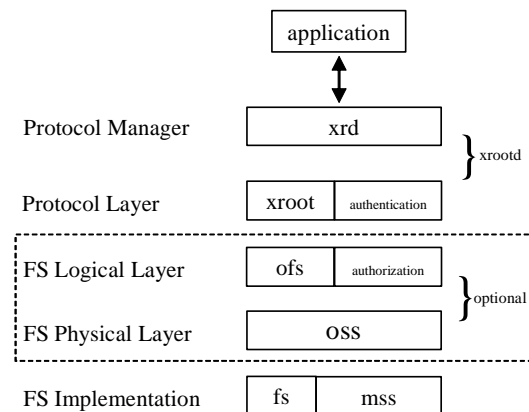 application
Protocol Manager xrd
} xrootd
Protocol Layer xroot authentication
FS Logical Layer ofs authorization
} optional
FS Physical Layer oss
FS Implementation fs mss